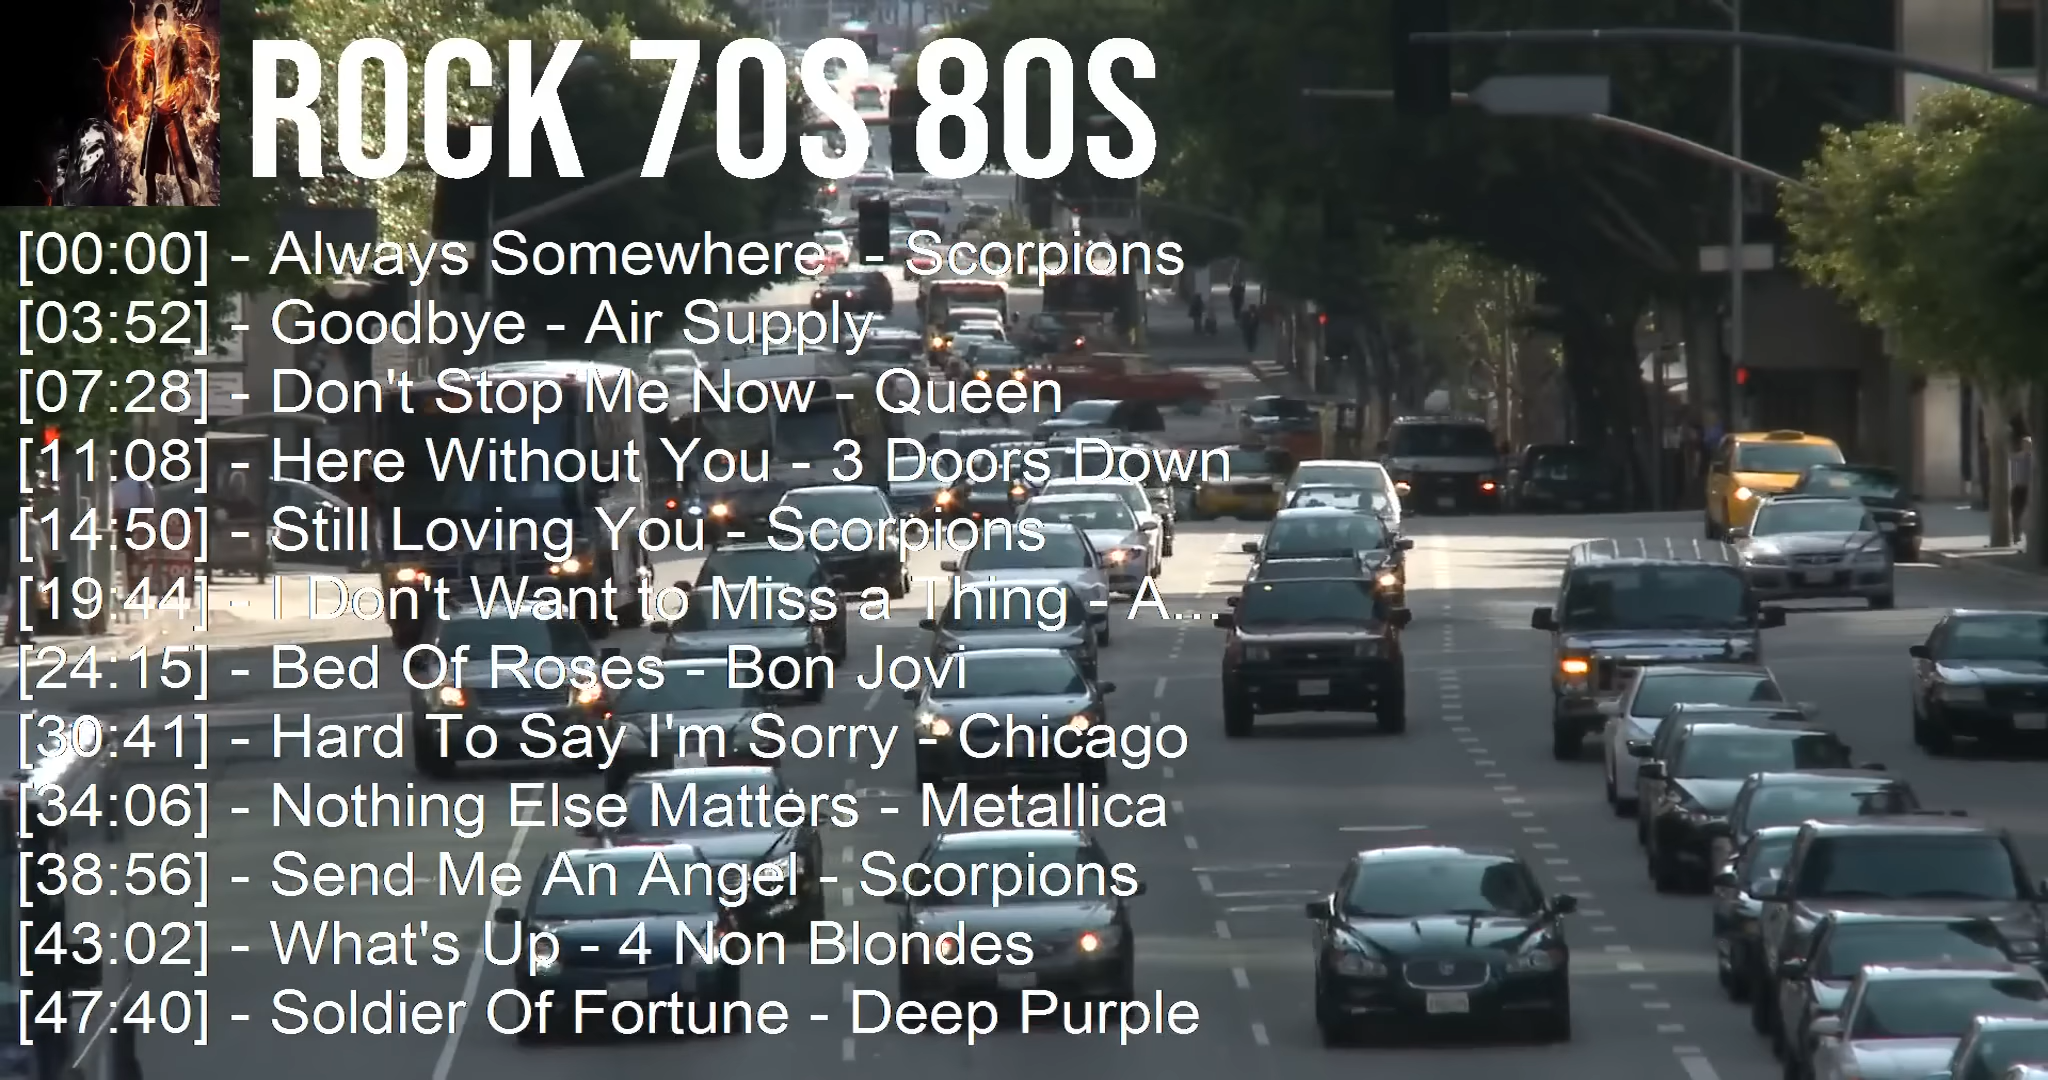 ROCK 70S 80S
[00:00] - Always Somewhere - Scorpions
[03:52] - Goodbye - Air Supply
[07:28] - Don't Stop Me Now - Queen
[11:08] - Here Without You - 3 Doors Down
[14:50] - Still Loving You - Scorpions
[19:44] - I Don't Want to Miss a Thing - A...
[24:15] - Bed Of Roses - Bon Jovi
[30:41] - Hard To Say I'm Sorry - Chicago
[34:06] - Nothing Else Matters - Metallica
[38:56] - Send Me An Angel - Scorpions
[43:02] - What's Up - 4 Non Blondes
[47:40] - Soldier Of Fortune - Deep Purple